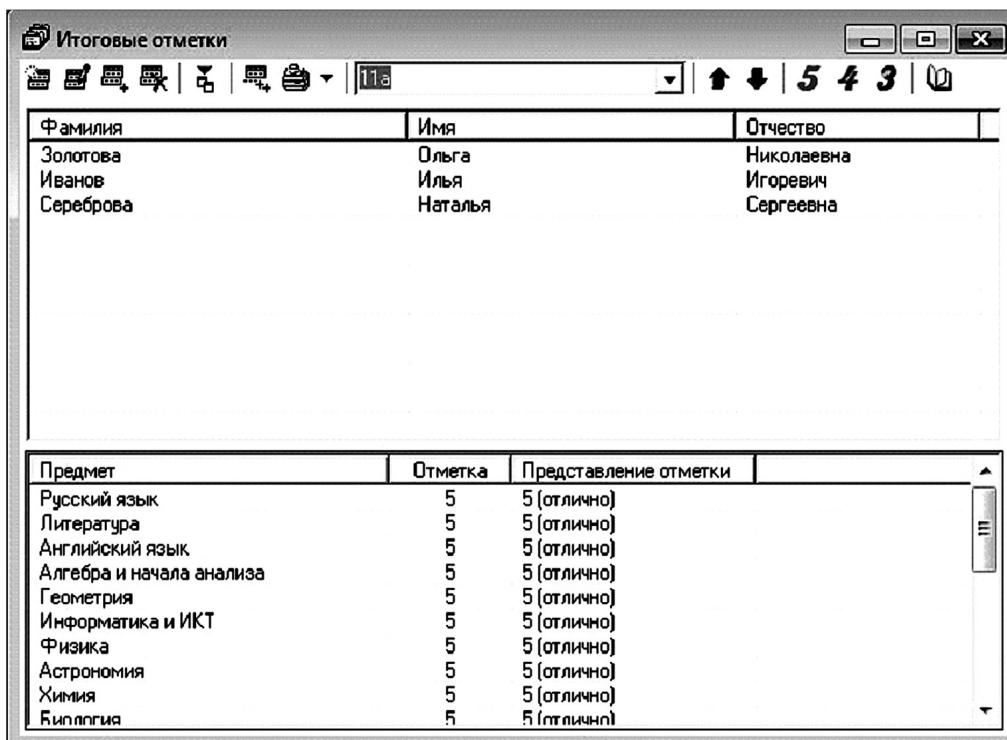 Итоговые отметки
11а 5 4 3
Фамилия Имя Отчество
Золотова Ольга Николаевна
Иванов Илья Игоревич
Сереброва Наталья Сергеевна
Предмет Отметка Представление отметки
Русский язык 5 5 (отлично)
Литература 5 5 (отлично)
Английский язык 5 5 (отлично)
Алгебра и начала анализа 5 5 (отлично)
Геометрия 5 5 (отлично)
Информатика и ИКТ 5 5 (отлично)
Физика 5 5 (отлично)
Астрономия 5 5 (отлично)
Химия 5 5 (отлично)
Биология 5 5 (отлично)